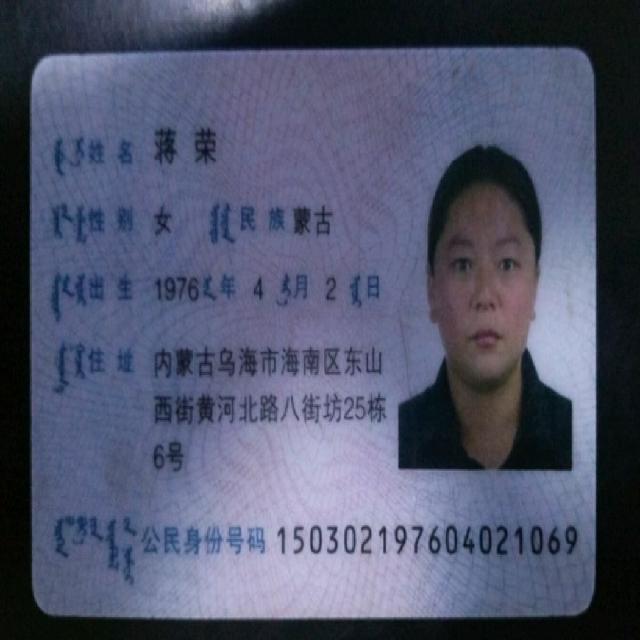 姓名 蒋荣
性别 女 民族 蒙古
出生 1976 年 4 月 2 日
住址 内蒙古乌海市海南区东山
西街黄河北路八街坊25栋
6号
公民身份号码 150302197604021069